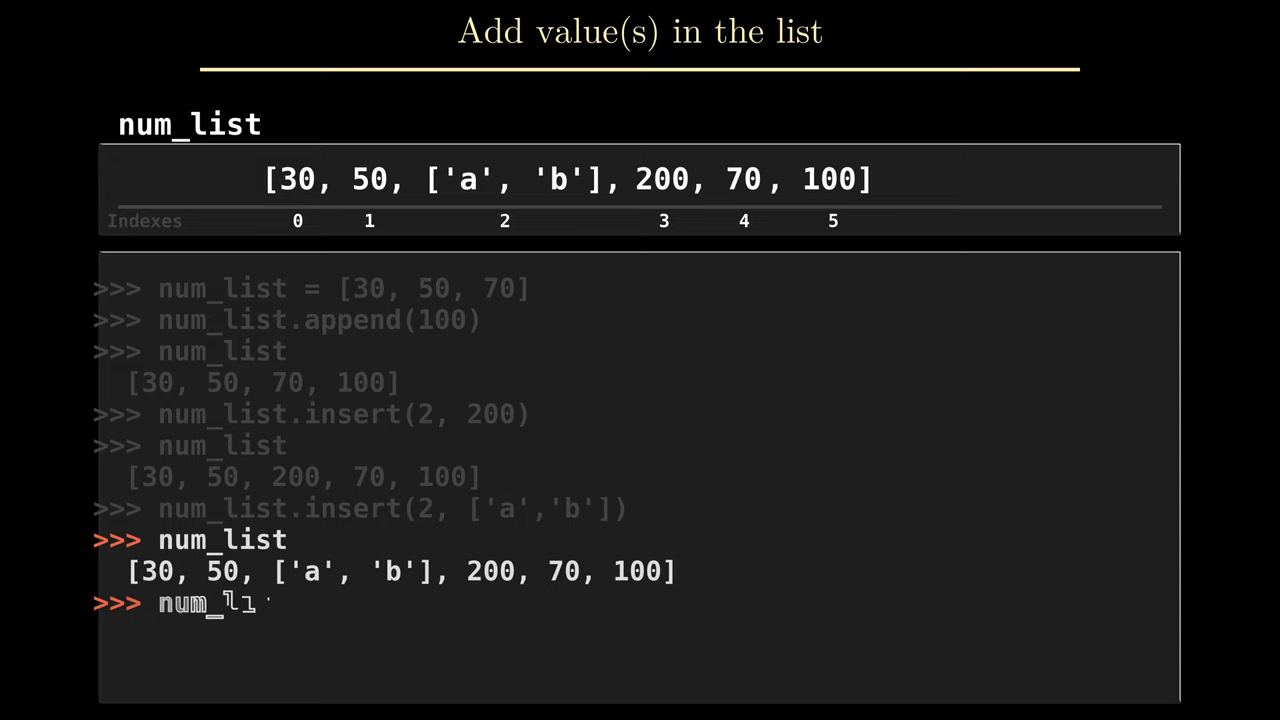 Add value(s) in the list
num_list
[30, 50, ['a', 'b'], 200, 70, 100]
Indexes 0 1 2 3 4 5
>>> num_list = [30, 50, 70]
>>> num_list.append(100)
>>> num_list
[30, 50, 70, 100]
>>> num_list.insert(2, 200)
>>> num_list
[30, 50, 200, 70, 100]
>>> num_list.insert(2, ['a','b'])
>>> num_list
[30, 50, ['a', 'b'], 200, 70, 100]
>>> num_li